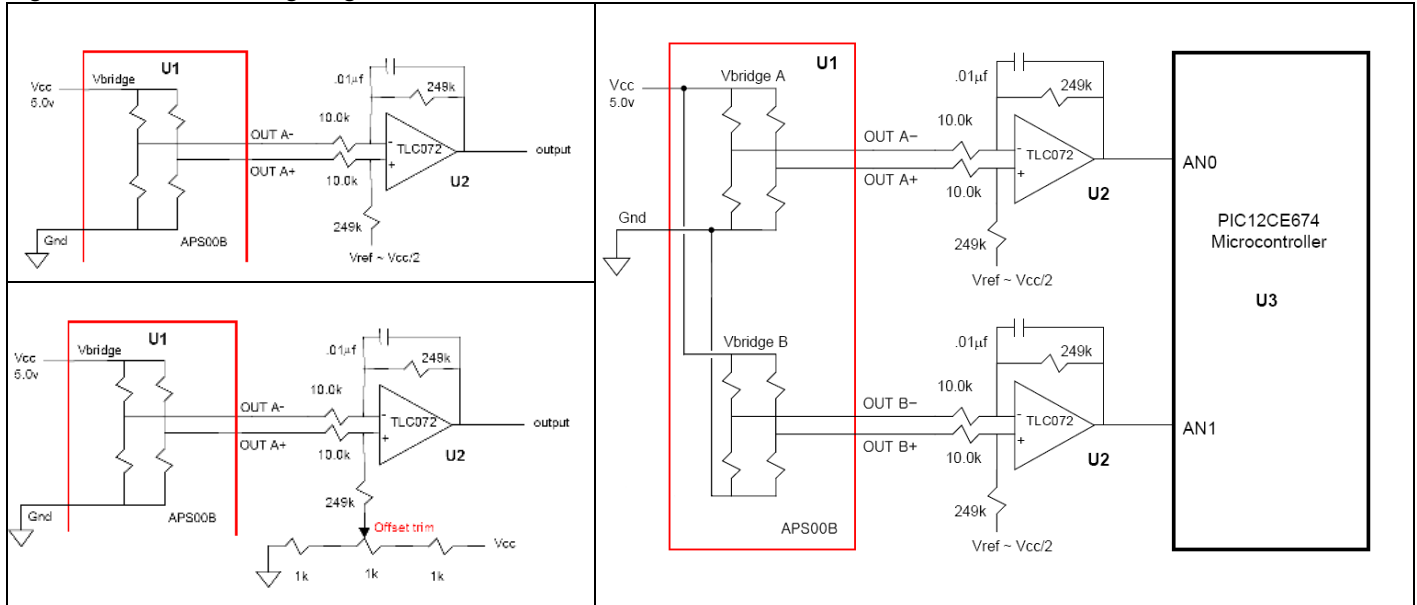 U1
Vcc
5.0v
Vbridge
.01µf
249k
10.0k
OUT A-
-
TLC072
output
+
OUT A+
10.0k
U2
249k
Gnd
APS00B
Vref ~ Vcc/2
U1
Vcc
5.0v
Vbridge
.01µf
249k
10.0k
OUT A-
-
TLC072
output
+
OUT A+
10.0k
U2
249k
Gnd
APS00B
Offset trim
Vcc
1k 1k 1k
U1
Vcc
5.0v
Vbridge A
.01µf
249k
10.0k
OUT A−
-
TLC072
+
OUT A+
10.0k
U2
AN0
Gnd
249k
Vref ~ Vcc/2
PIC12CE674
Microcontroller
U3
Vbridge B
.01µf
249k
10.0k
OUT B−
-
TLC072
+
OUT B+
10.0k
U2
AN1
249k
APS00B
Vref ~ Vcc/2